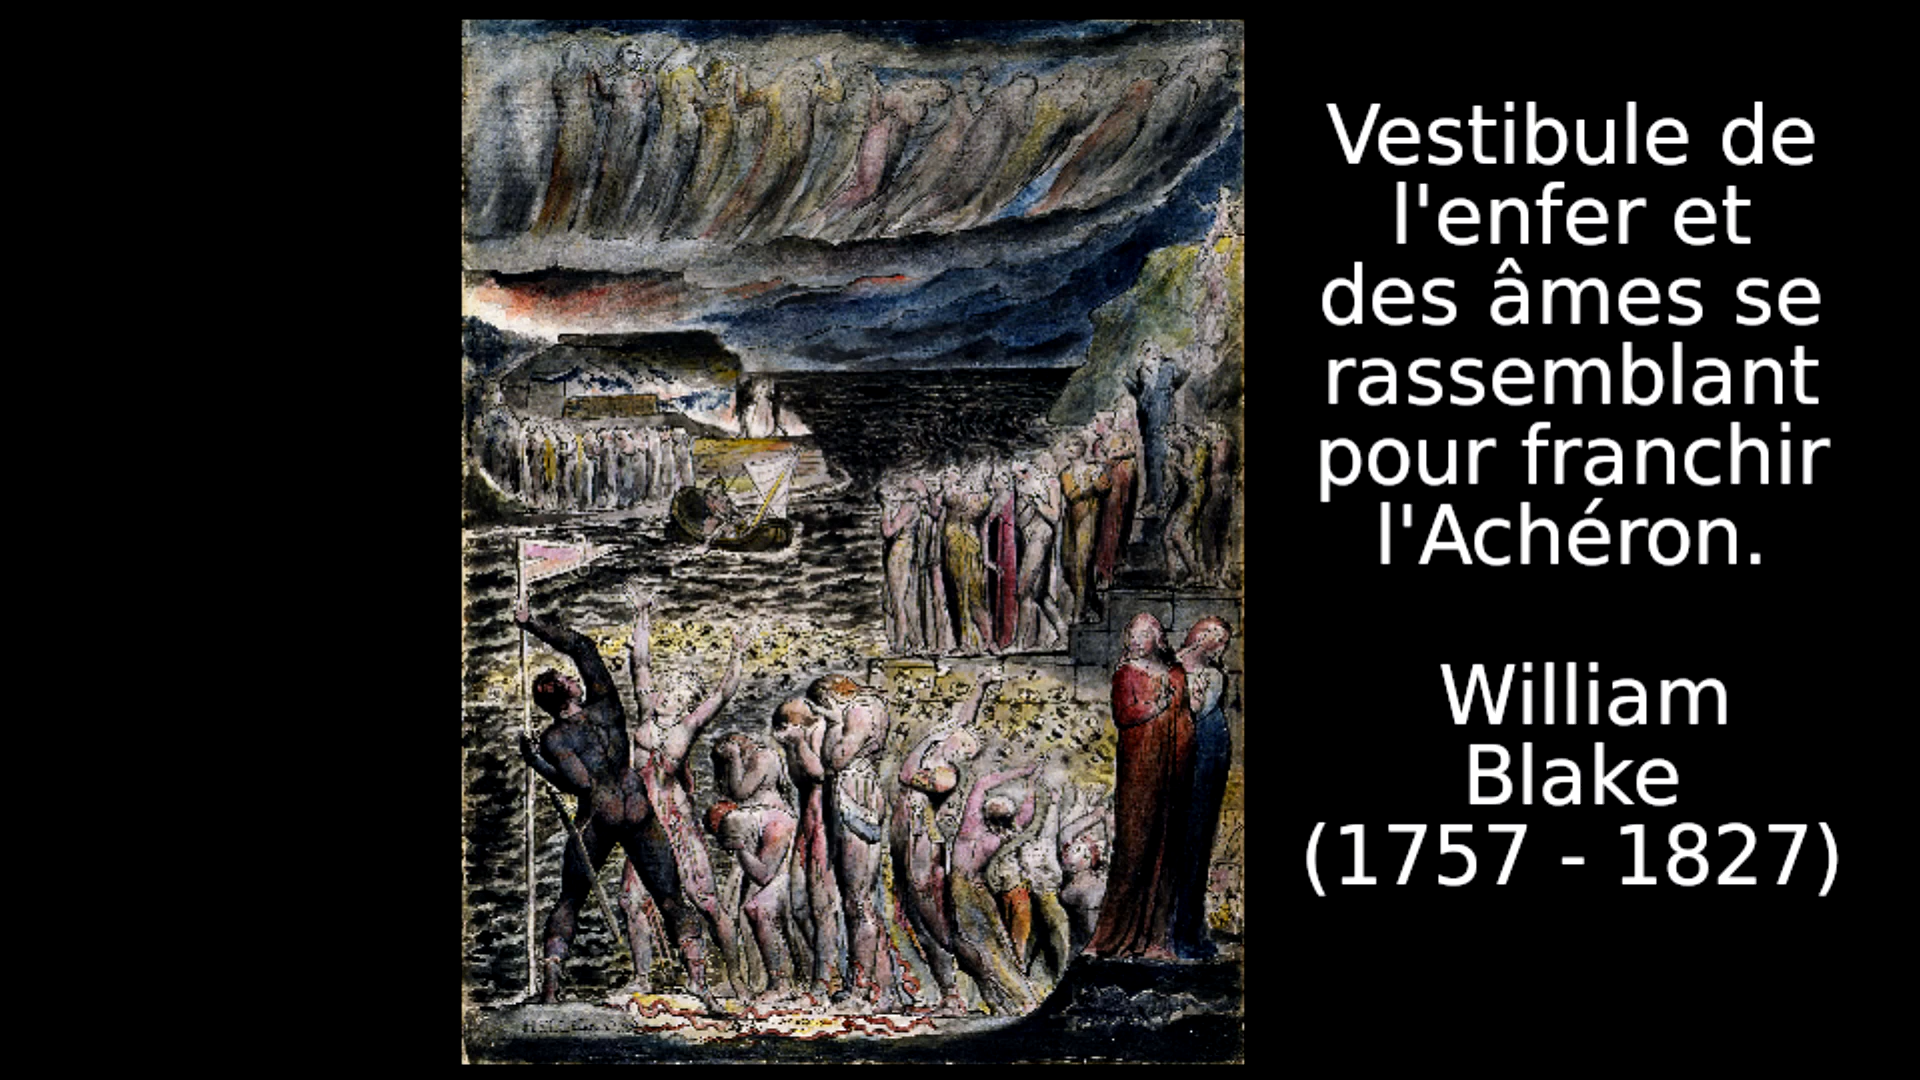 Vestibule de
l'enfer et
des âmes se
rassemblant
pour franchir
l'Achéron.
William
Blake
(1757 - 1827)